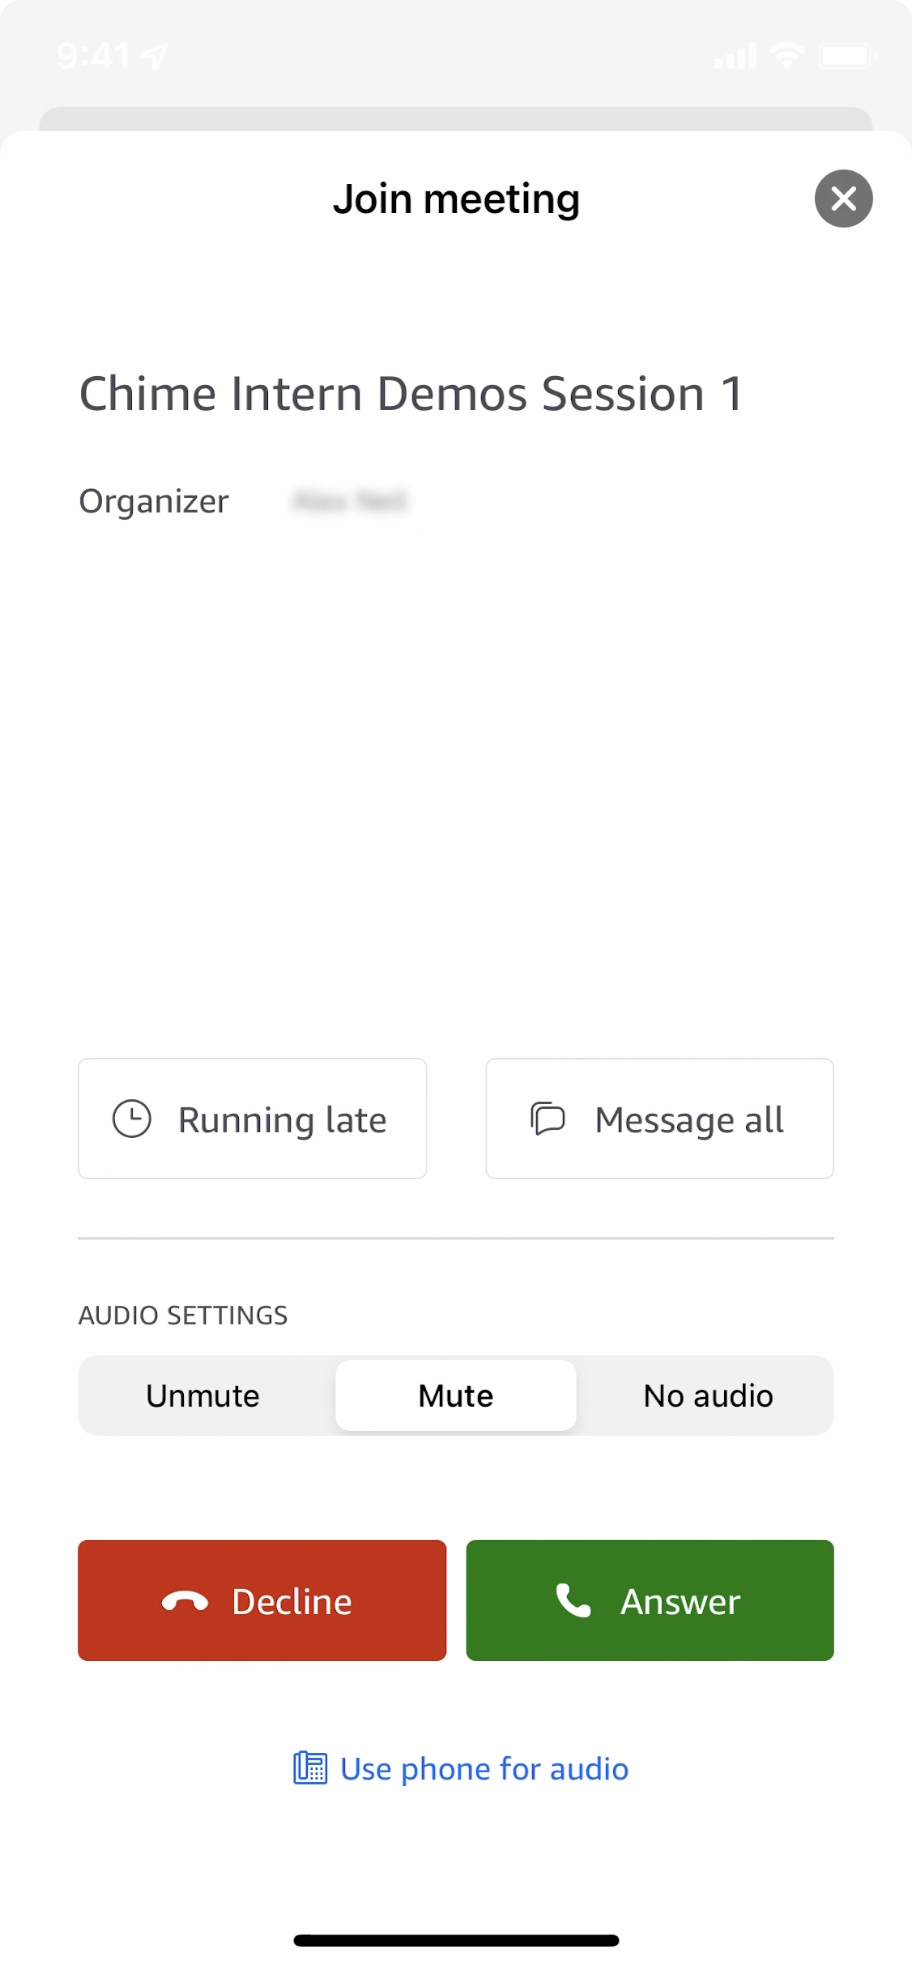 9:41
Join meeting
Chime Intern Demos Session 1
Organizer
Running late
Message all
AUDIO SETTINGS
Unmute
Mute
No audio
Decline
Answer
Use phone for audio